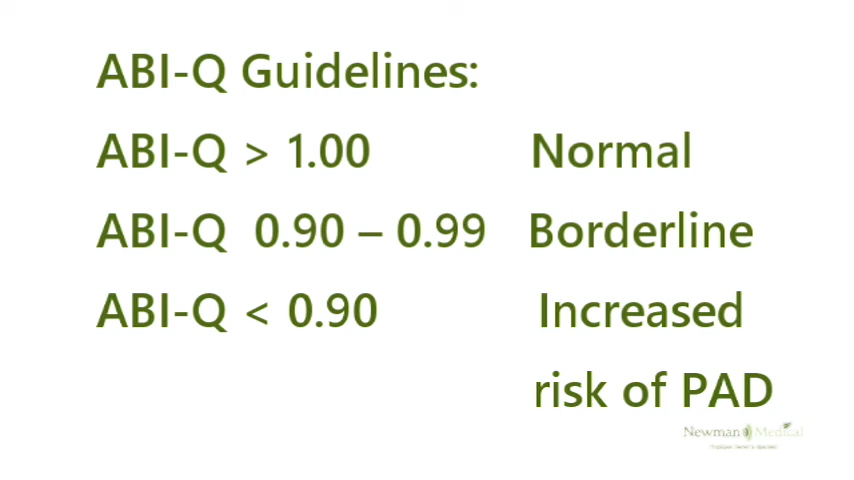 ABI-Q Guidelines:
ABI-Q > 1.00 Normal
ABI-Q 0.90 – 0.99 Borderline
ABI-Q < 0.90 Increased
risk of PAD
Newman Medical